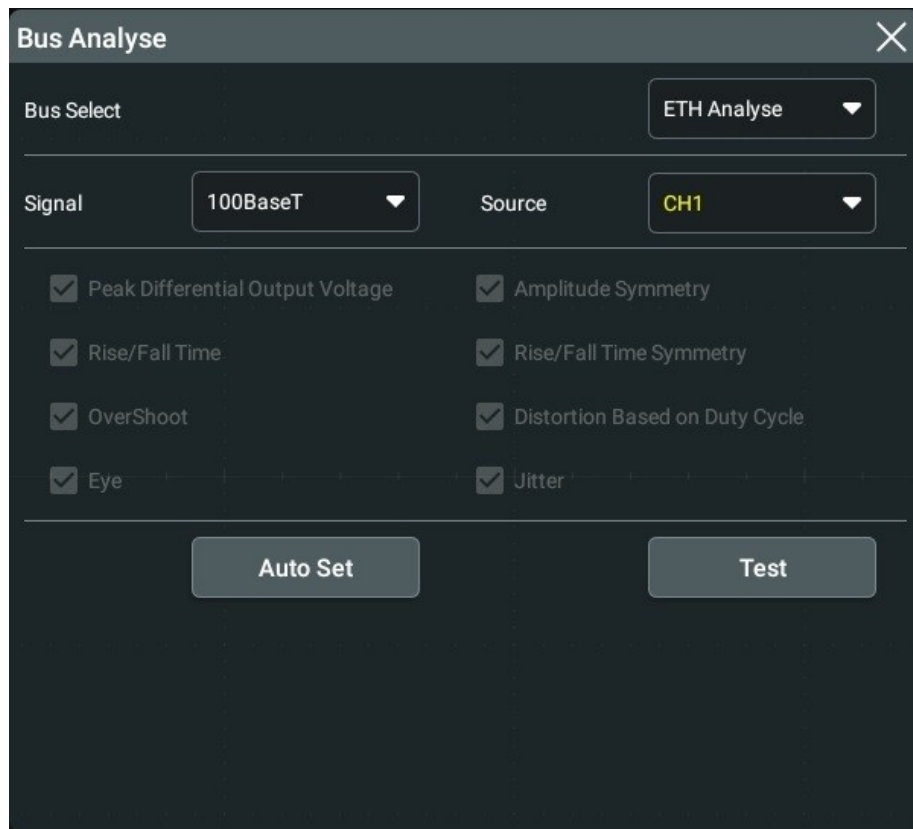 Bus Analyse
Bus Select
ETH Analyse
Signal
100BaseT
Source
CH1
Peak Differential Output Voltage
Amplitude Symmetry
Rise/Fall Time
Rise/Fall Time Symmetry
OverShoot
Distortion Based on Duty Cycle
Eye
Jitter
Auto Set
Test